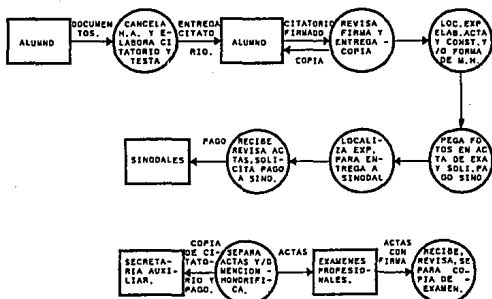 ALUMNO
DOCUMEN
TOS.
CANCELA
H.A. Y E-
LABORA CI
TATORIO Y
TESTA
ENTREGA
CITATO
RIO.
ALUMNO
CITATORIO
FIRMADO
COPIA
REVISA
FIRMA Y
ENTREGA -
COPIA
LOC.EXP
ELAB.ACTA
Y CONST.Y
/O FORMA
DE M.H.
SINODALES
PAGO
RECIBE
REVISA AC
TAS,SOLI-
CITA PAGO
A SINO.
LOCALI-
ZA EXP.
PARA EN-
TREGA A
SINODAL
PEGA FO
TOS EN AC
TA DE EXA
Y SOLI.PA
GO SINO
SECRETA-
RIA AUXI-
LIAR.
COPIA
DE CI-
TATO-
RIO Y
PAGO.
SEPARA
ACTAS Y/O
MENCION -
HONORIFI-
CA.
ACTAS
EXAMENES
PROFESIO-
NALES.
ACTAS
CON
FIRMA
RECIBE,
REVISA,SE
PARA CO-
PIA DE -
EXAMEN.